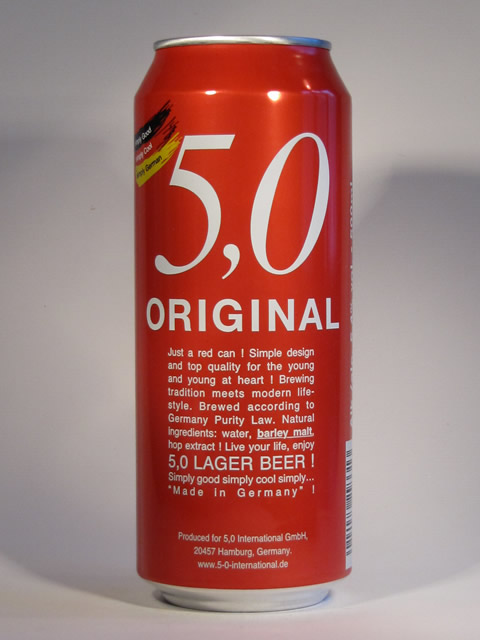 Simply Good
Simply Cool
Simply German
5,0
ORIGINAL
Just a red can ! Simple design
and top quality for the young
and young at heart ! Brewing
tradition meets modern life-
style. Brewed according to
Germany Purity Law. Natural
Ingredients: water, barley malt,
hop extract ! Live your life, enjoy
5,0 LAGER BEER !
Simply good simply cool simply...
"Made in Germany" !
Produced for 5,0 International GmbH,
20457 Hamburg, Germany.
www.5-0-international.de